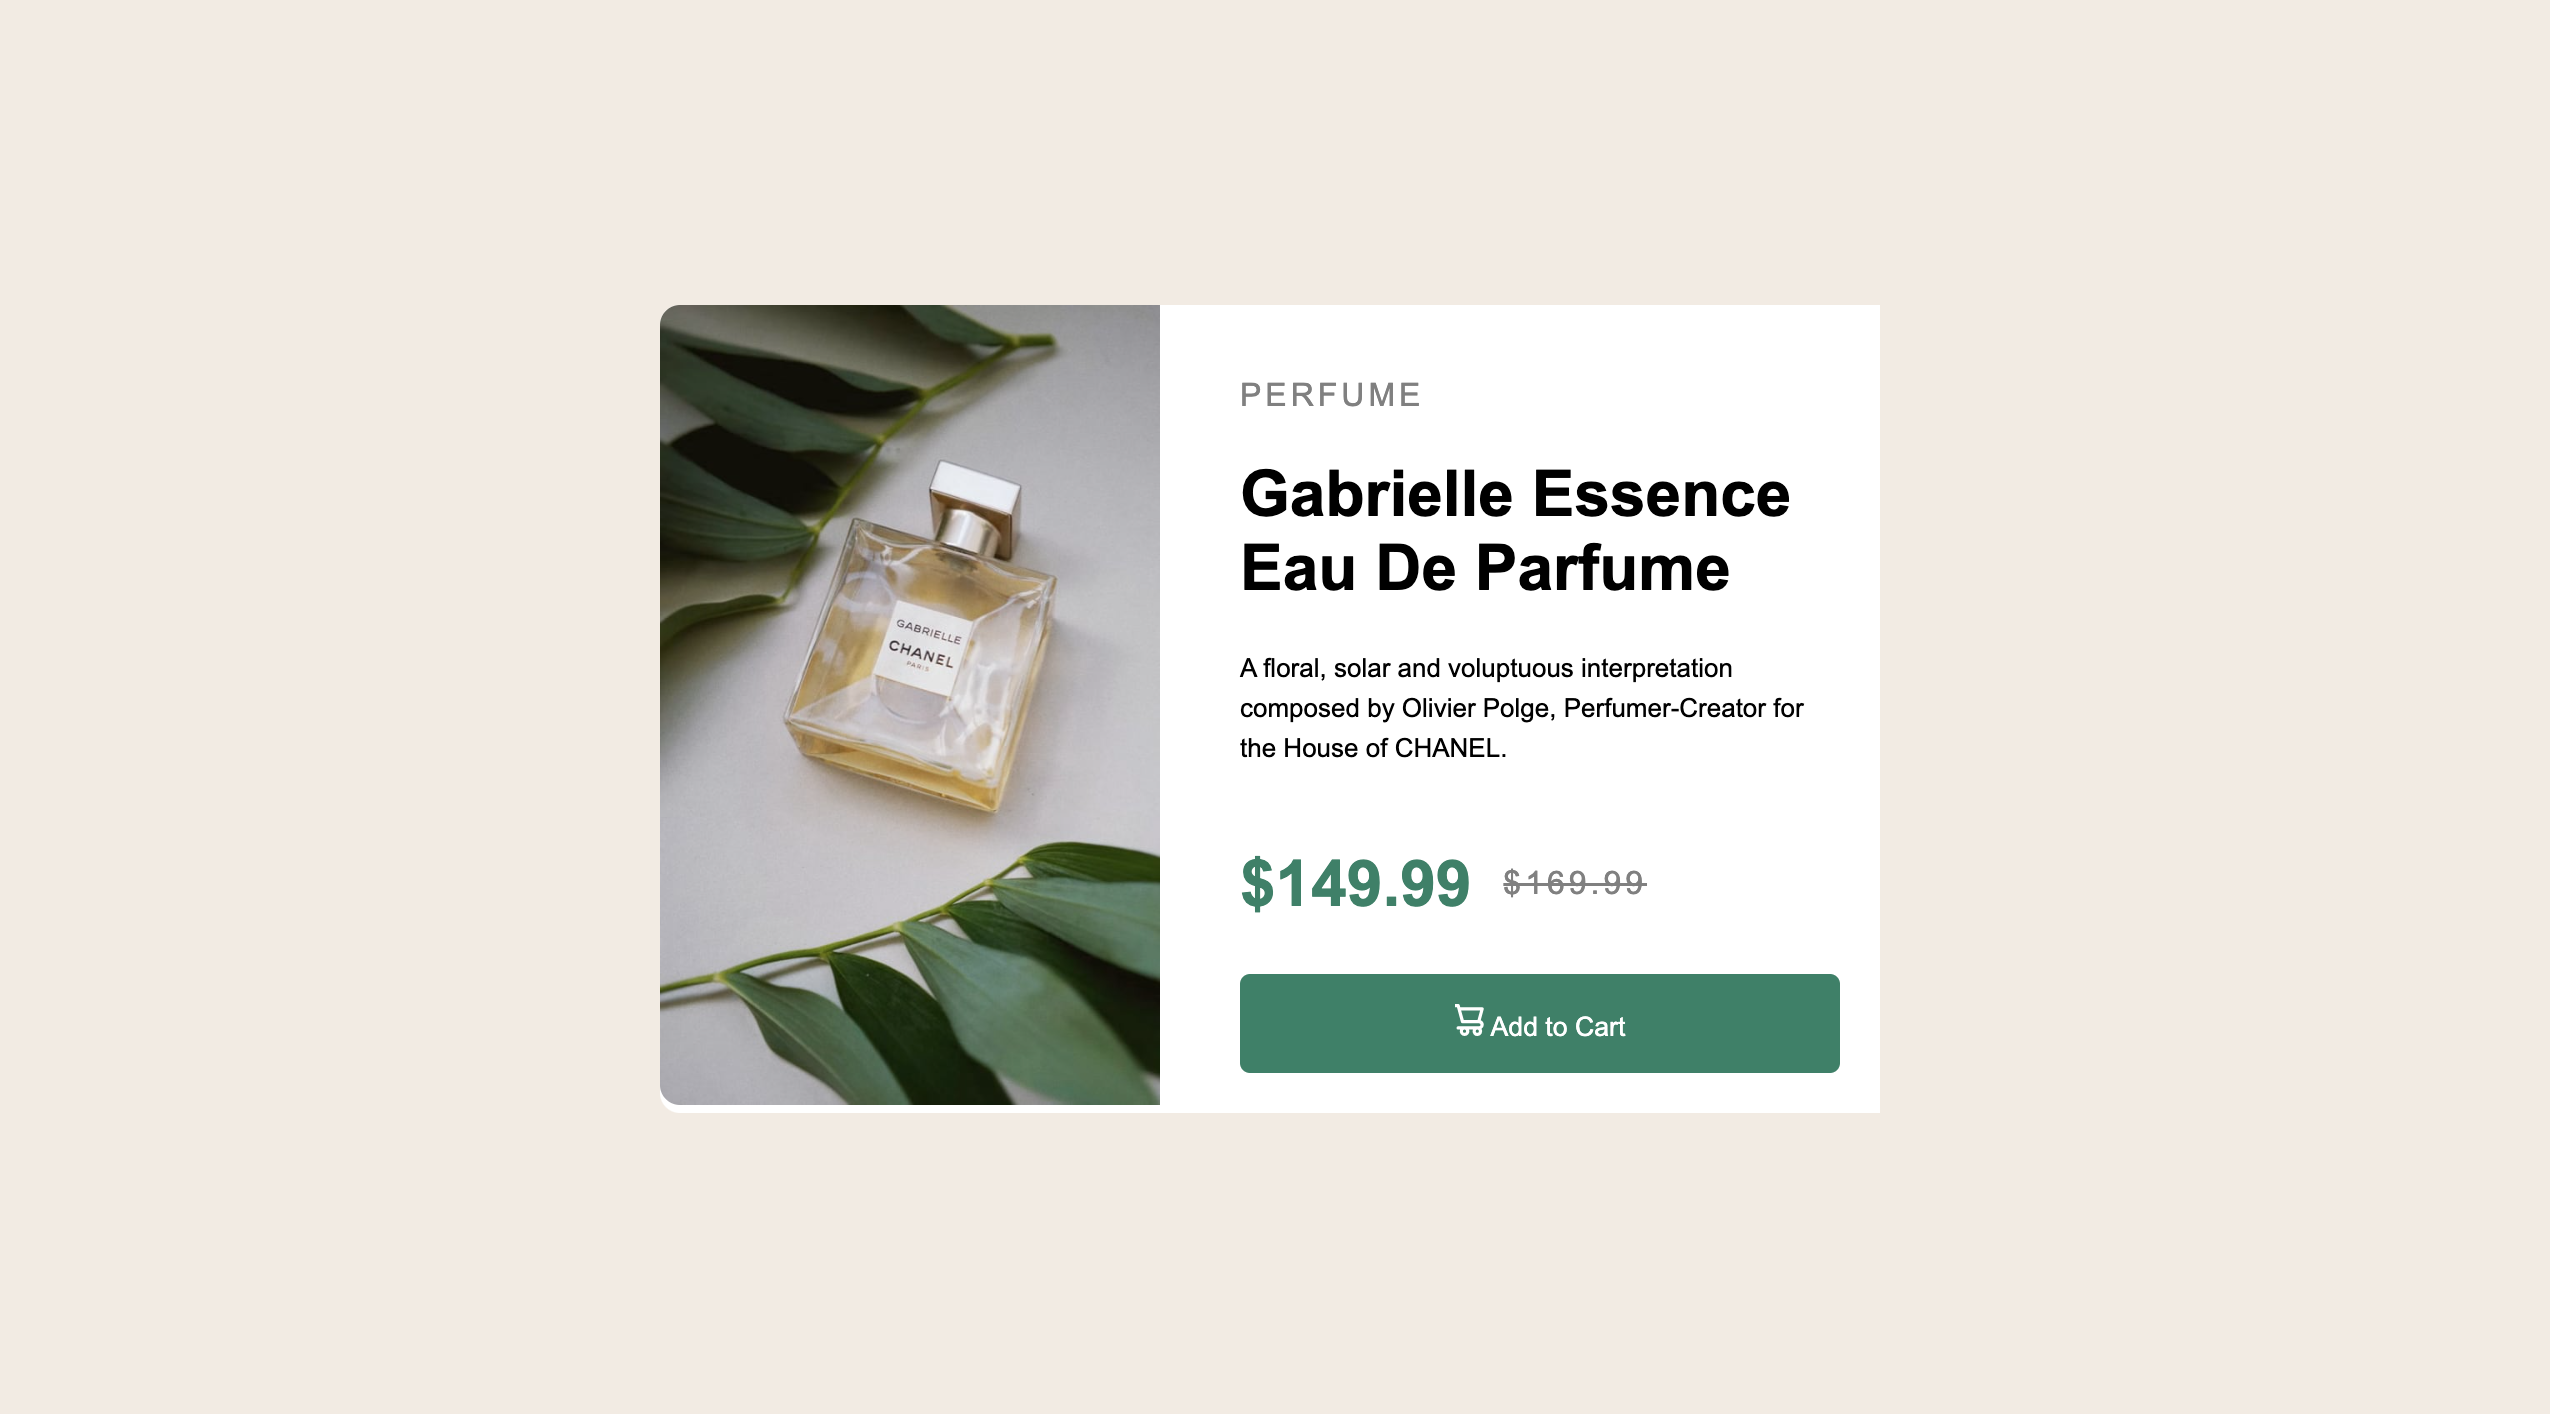 GABRIELLE
CHANEL
PARIS
PERFUME
Gabrielle Essence
Eau De Parfume
A floral, solar and voluptuous interpretation
composed by Olivier Polge, Perfumer-Creator for
the House of CHANEL.
$149.99 $169.99
Add to Cart